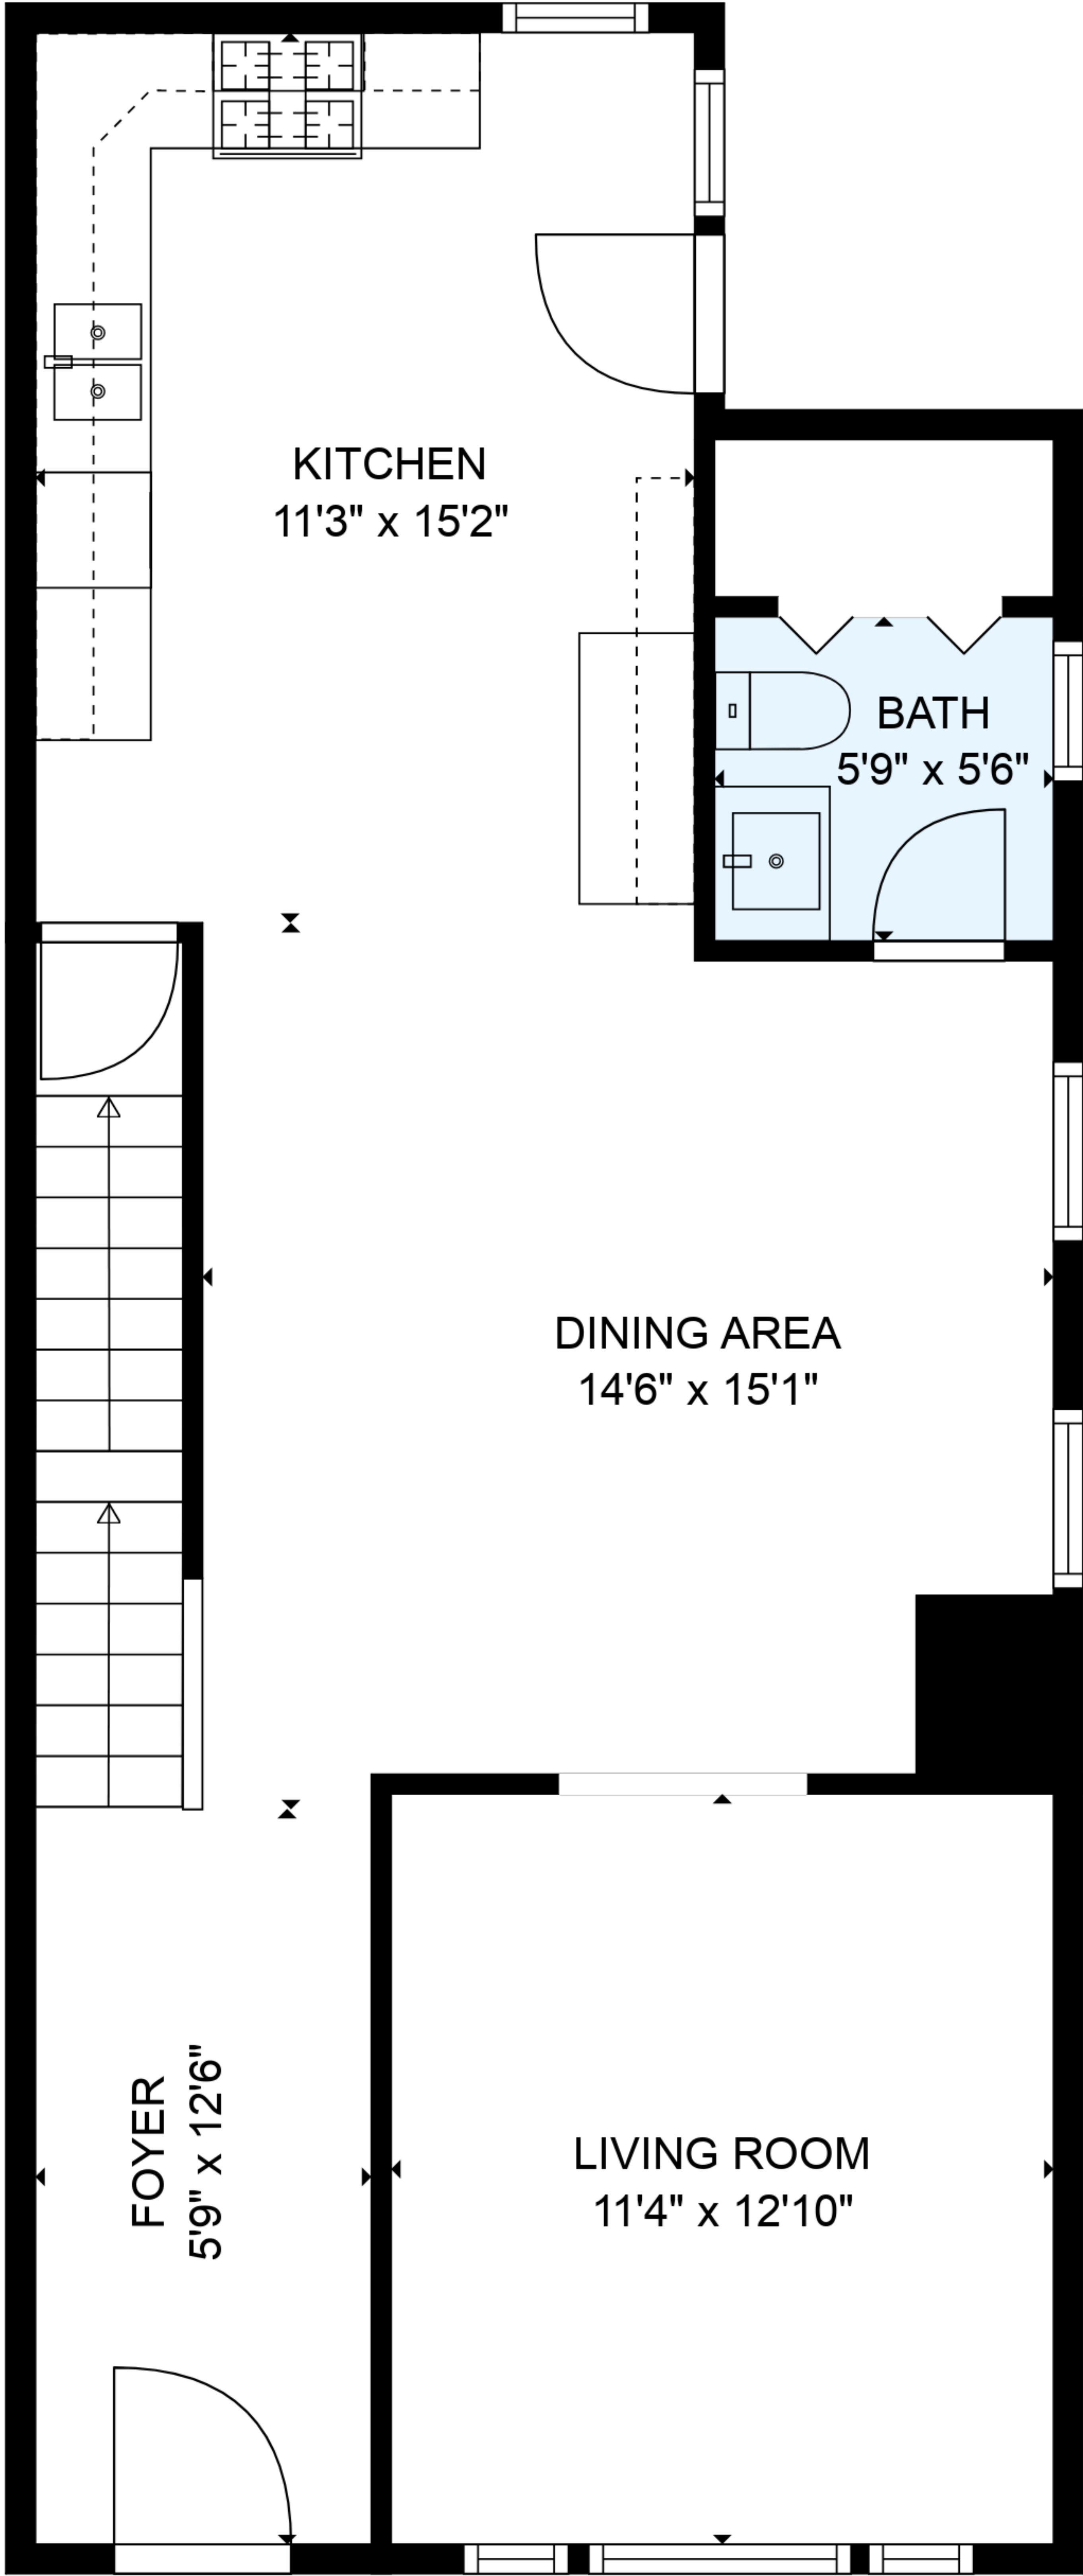 KITCHEN
11'3" x 15'2"
BATH
5'9" x 5'6"
DINING AREA
14'6" x 15'1"
FOYER
5'9" x 12'6"
LIVING ROOM
11'4" x 12'10"